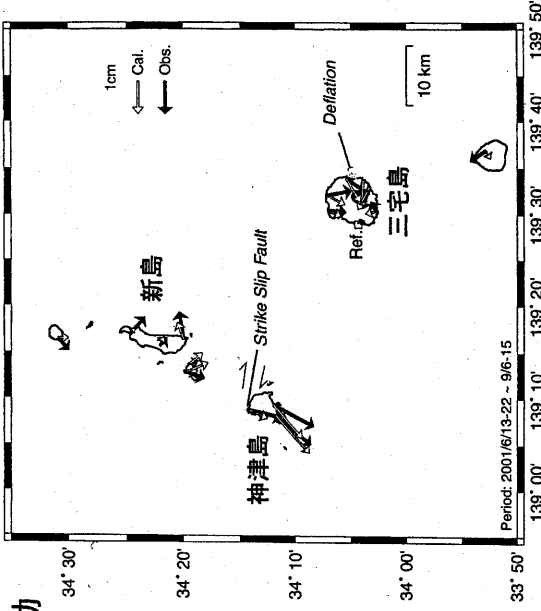 動
34° 30'
34° 20'
34° 10'
34° 00'
33° 50'
139° 00'
139° 10'
139° 20'
139° 30'
139° 40'
139° 50'
1cm
Cal.
Obs.
10 km
新島
Strike Slip Fault
神津島
Deflation
Ref.
三宅島
Period: 2001/6/13-22 ~ 9/6-15